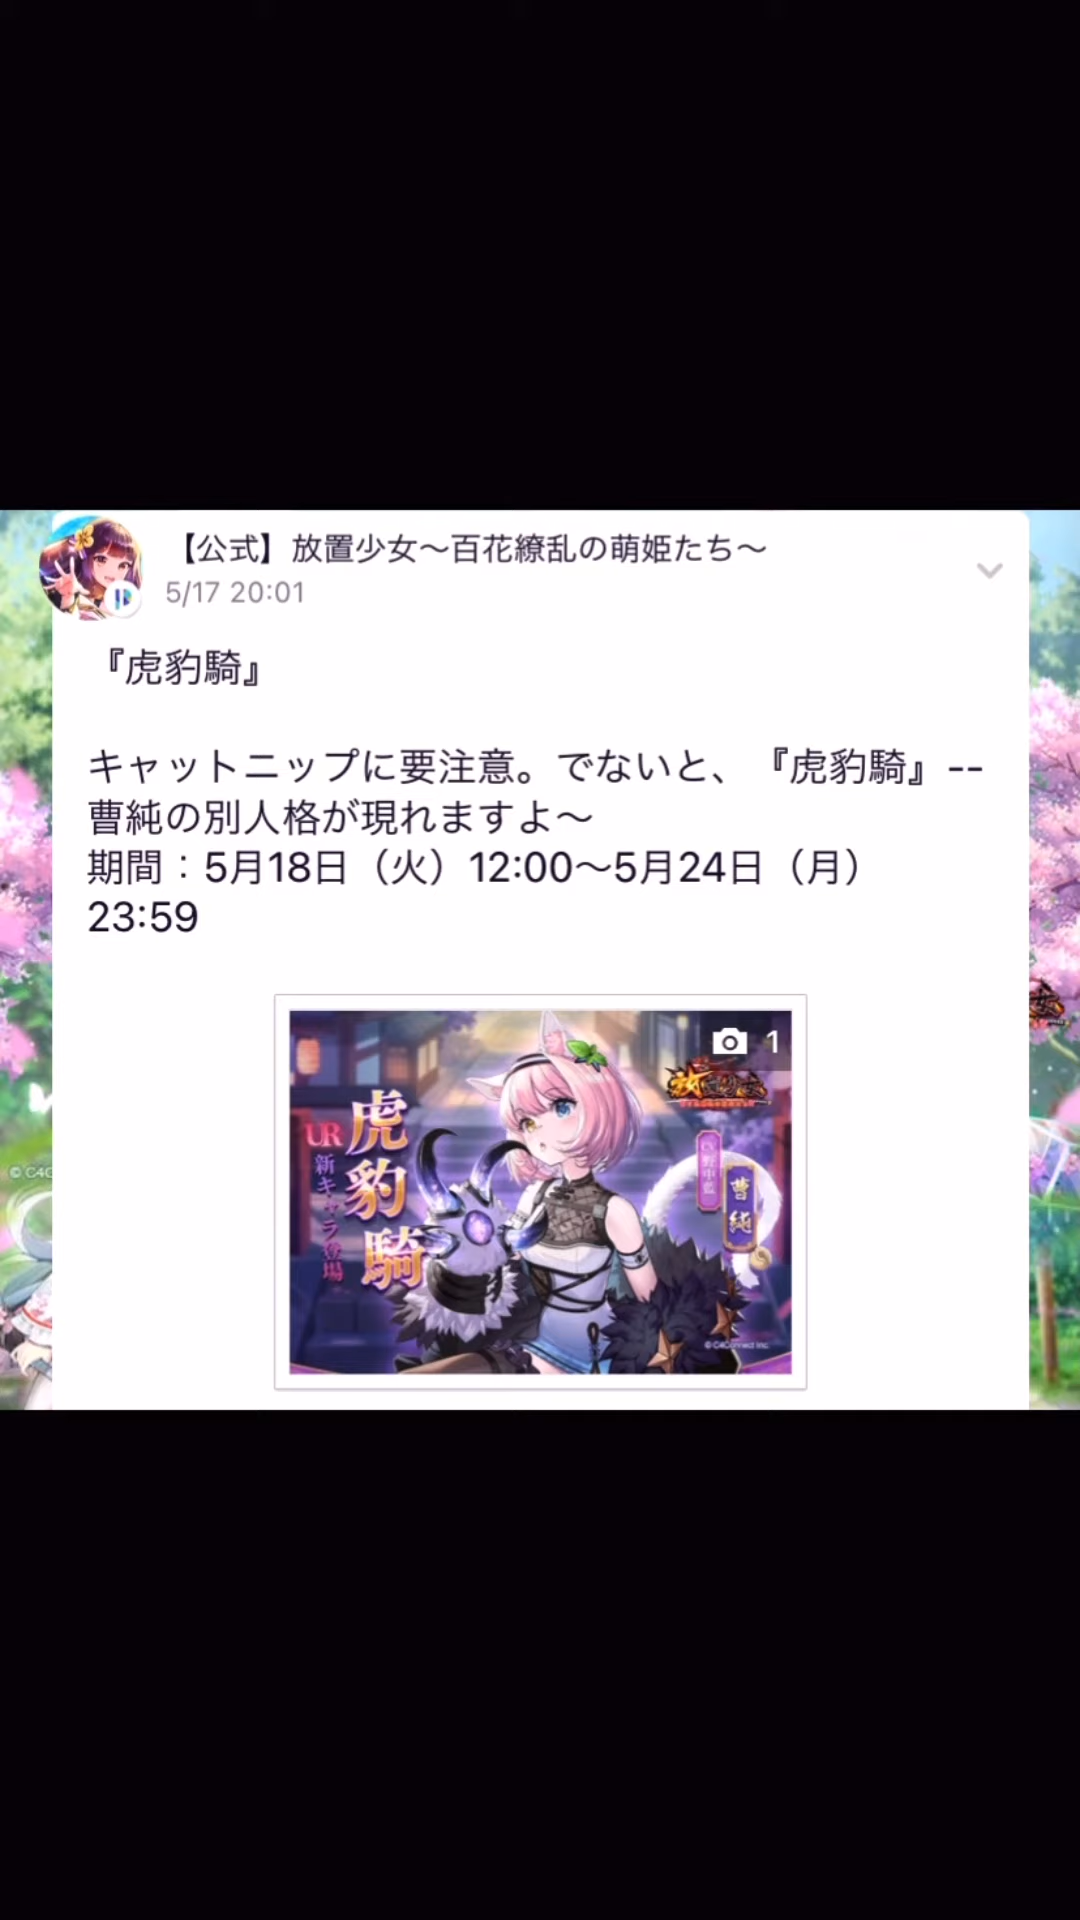 【公式】放置少女〜百花繚乱の萌姫たち〜
5/17 20:01
『虎豹騎』
キャットニップに要注意。でないと、『虎豹騎』--
曹純の別人格が現れますよ〜
期間：5月18日（火）12:00〜5月24日（月）
23:59
1
虎豹騎
UR
新キャラ登場
曹純
© C4Connect Inc.
© C4C